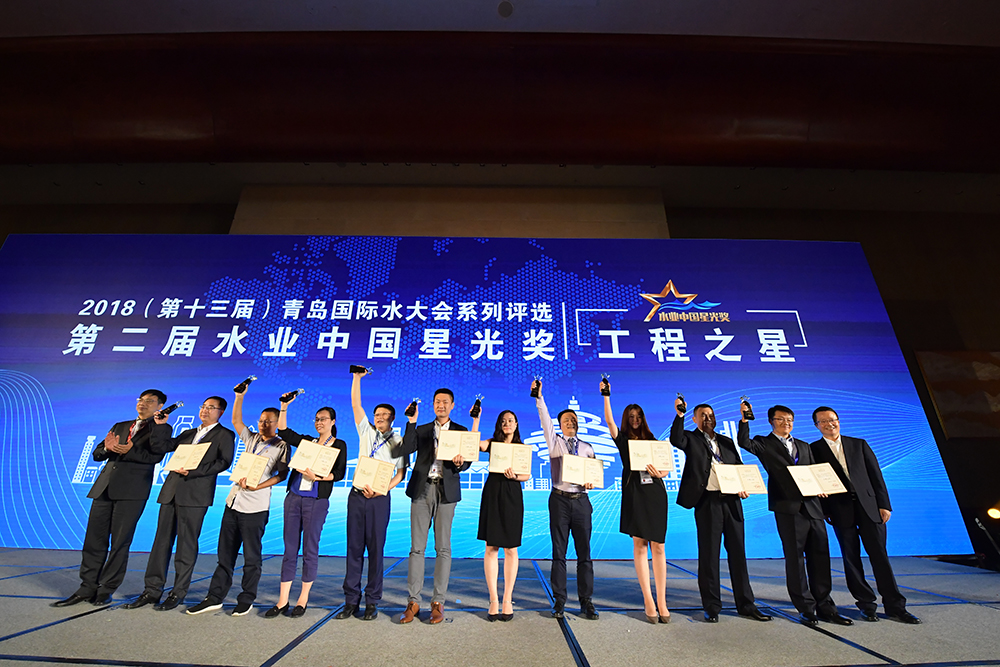 2018（第十三届）青岛国际水大会系列评选
第二届水业中国星光奖
水业中国星光奖
工程之星
业